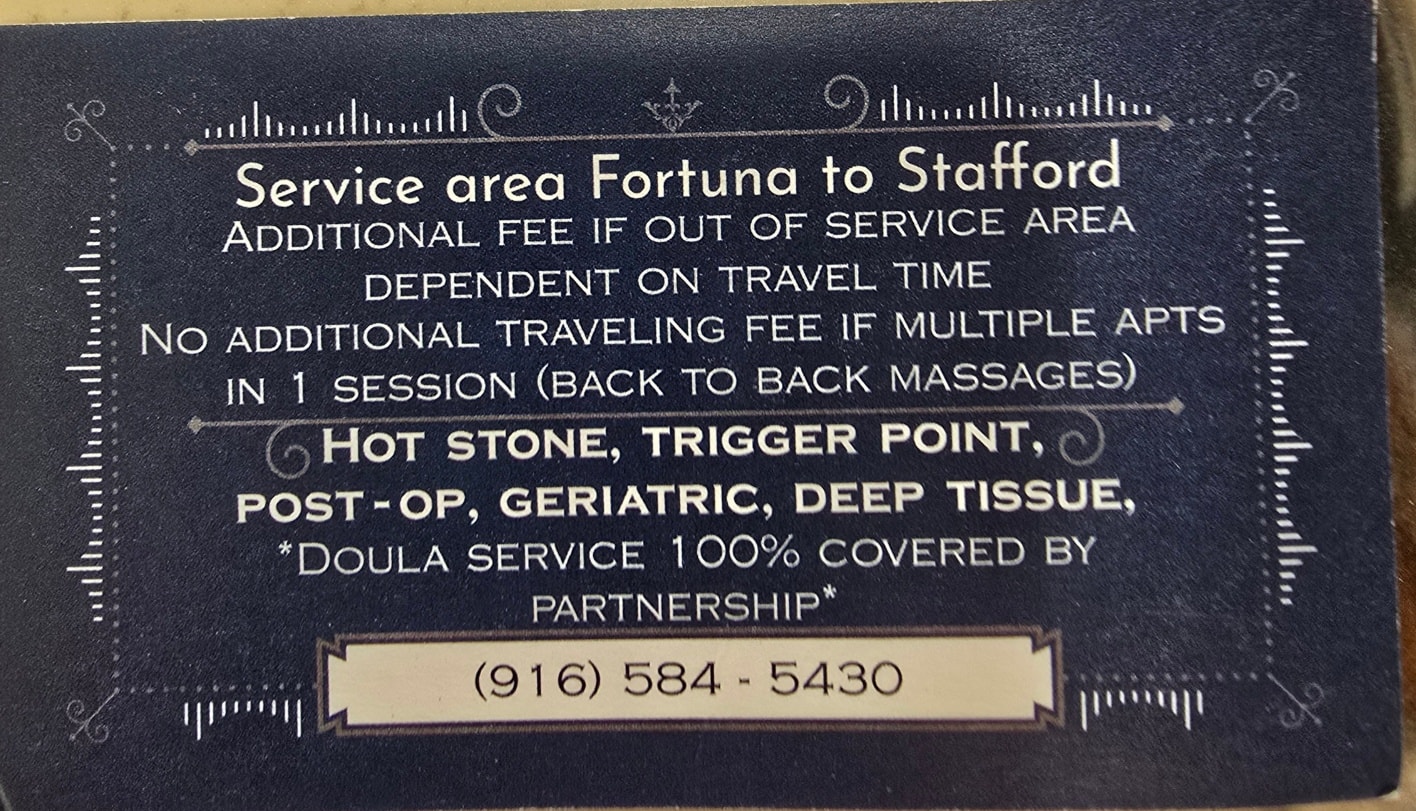 Service area Fortuna to Stafford
ADDITIONAL FEE IF OUT OF SERVICE AREA
DEPENDENT ON TRAVEL TIME
NO ADDITIONAL TRAVELING FEE IF MULTIPLE APTS
IN 1 SESSION (BACK TO BACK MASSAGES)
HOT STONE, TRIGGER POINT,
POST-OP, GERIATRIC, DEEP TISSUE,
*DOULA SERVICE 100% COVERED BY
PARTNERSHIP*
(916) 584 - 5430